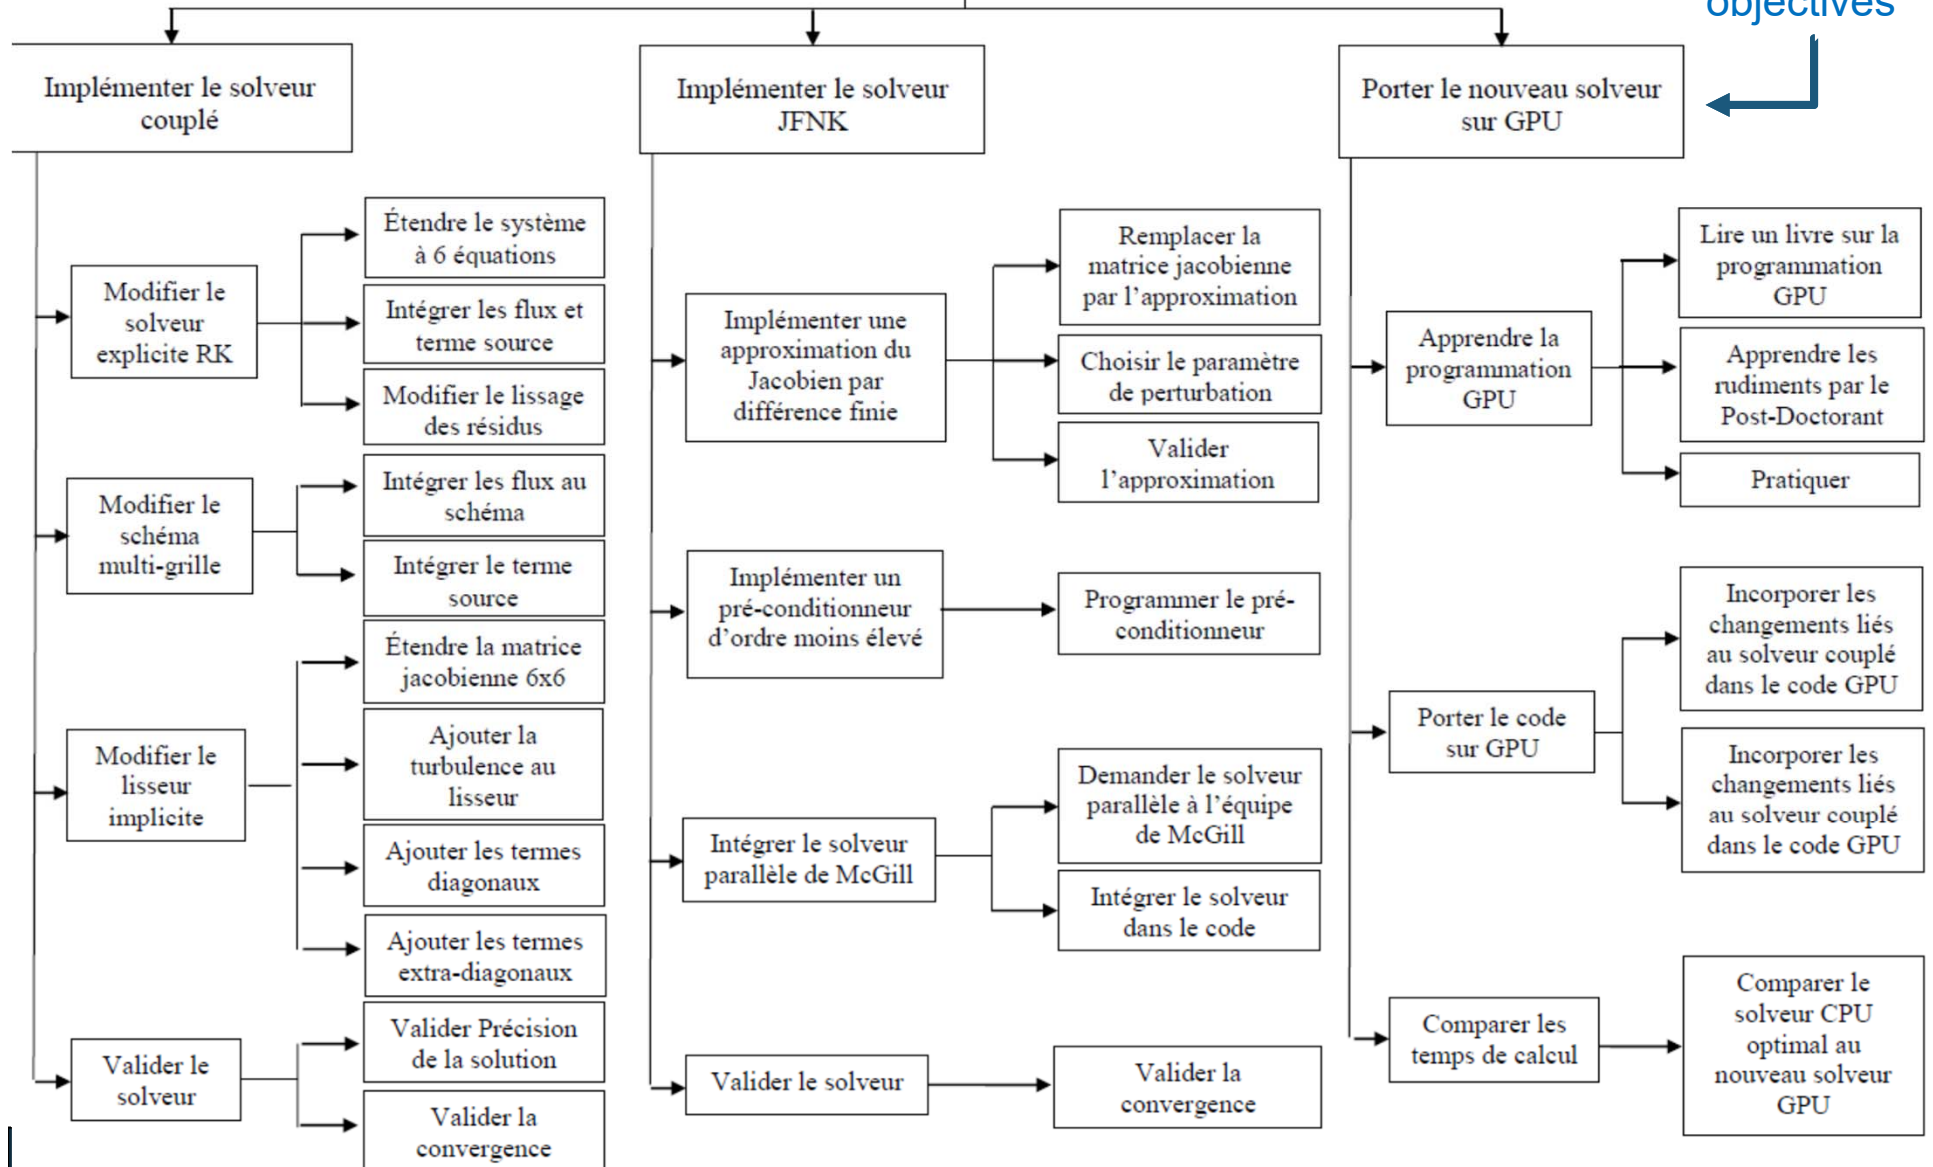 objectives
Implémenter le solveur
couplé
Implémenter le solveur
JFNK
Porter le nouveau solveur
sur GPU
Modifier le
solveur
explicite RK
Étendre le système
à 6 équations
Intégrer les flux et
terme source
Modifier le lissage
des résidus
Modifier le
schéma
multi-grille
Intégrer les flux au
schéma
Intégrer le terme
source
Modifier le
lisseur
implicite
Étendre la matrice
jacobienne 6x6
Ajouter la
turbulence au
lisseur
Ajouter les termes
diagonaux
Ajouter les termes
extra-diagonaux
Valider le
solveur
Valider Précision
de la solution
Valider la
convergence
Implémenter une
approximation du
Jacobien par
différence finie
Remplacer la
matrice jacobienne
par l’approximation
Choisir le paramètre
de perturbation
Valider
l’approximation
Implémenter un
pré-conditionneur
d’ordre moins élevé
Programmer le pré-
conditionneur
Intégrer le solveur
parallèle de McGill
Demander le solveur
parallèle à l’équipe
de McGill
Intégrer le solveur
dans le code
Valider le solveur
Valider la
convergence
Apprendre la
programmation
GPU
Lire un livre sur la
programmation
GPU
Apprendre les
rudiments par le
Post-Doctorant
Pratiquer
Porter le code
sur GPU
Incorporer les
changements liés
au solveur couplé
dans le code GPU
Incorporer les
changements liés
au solveur couplé
dans le code GPU
Comparer les
temps de calcul
Comparer le
solveur CPU
optimal au
nouveau solveur
GPU